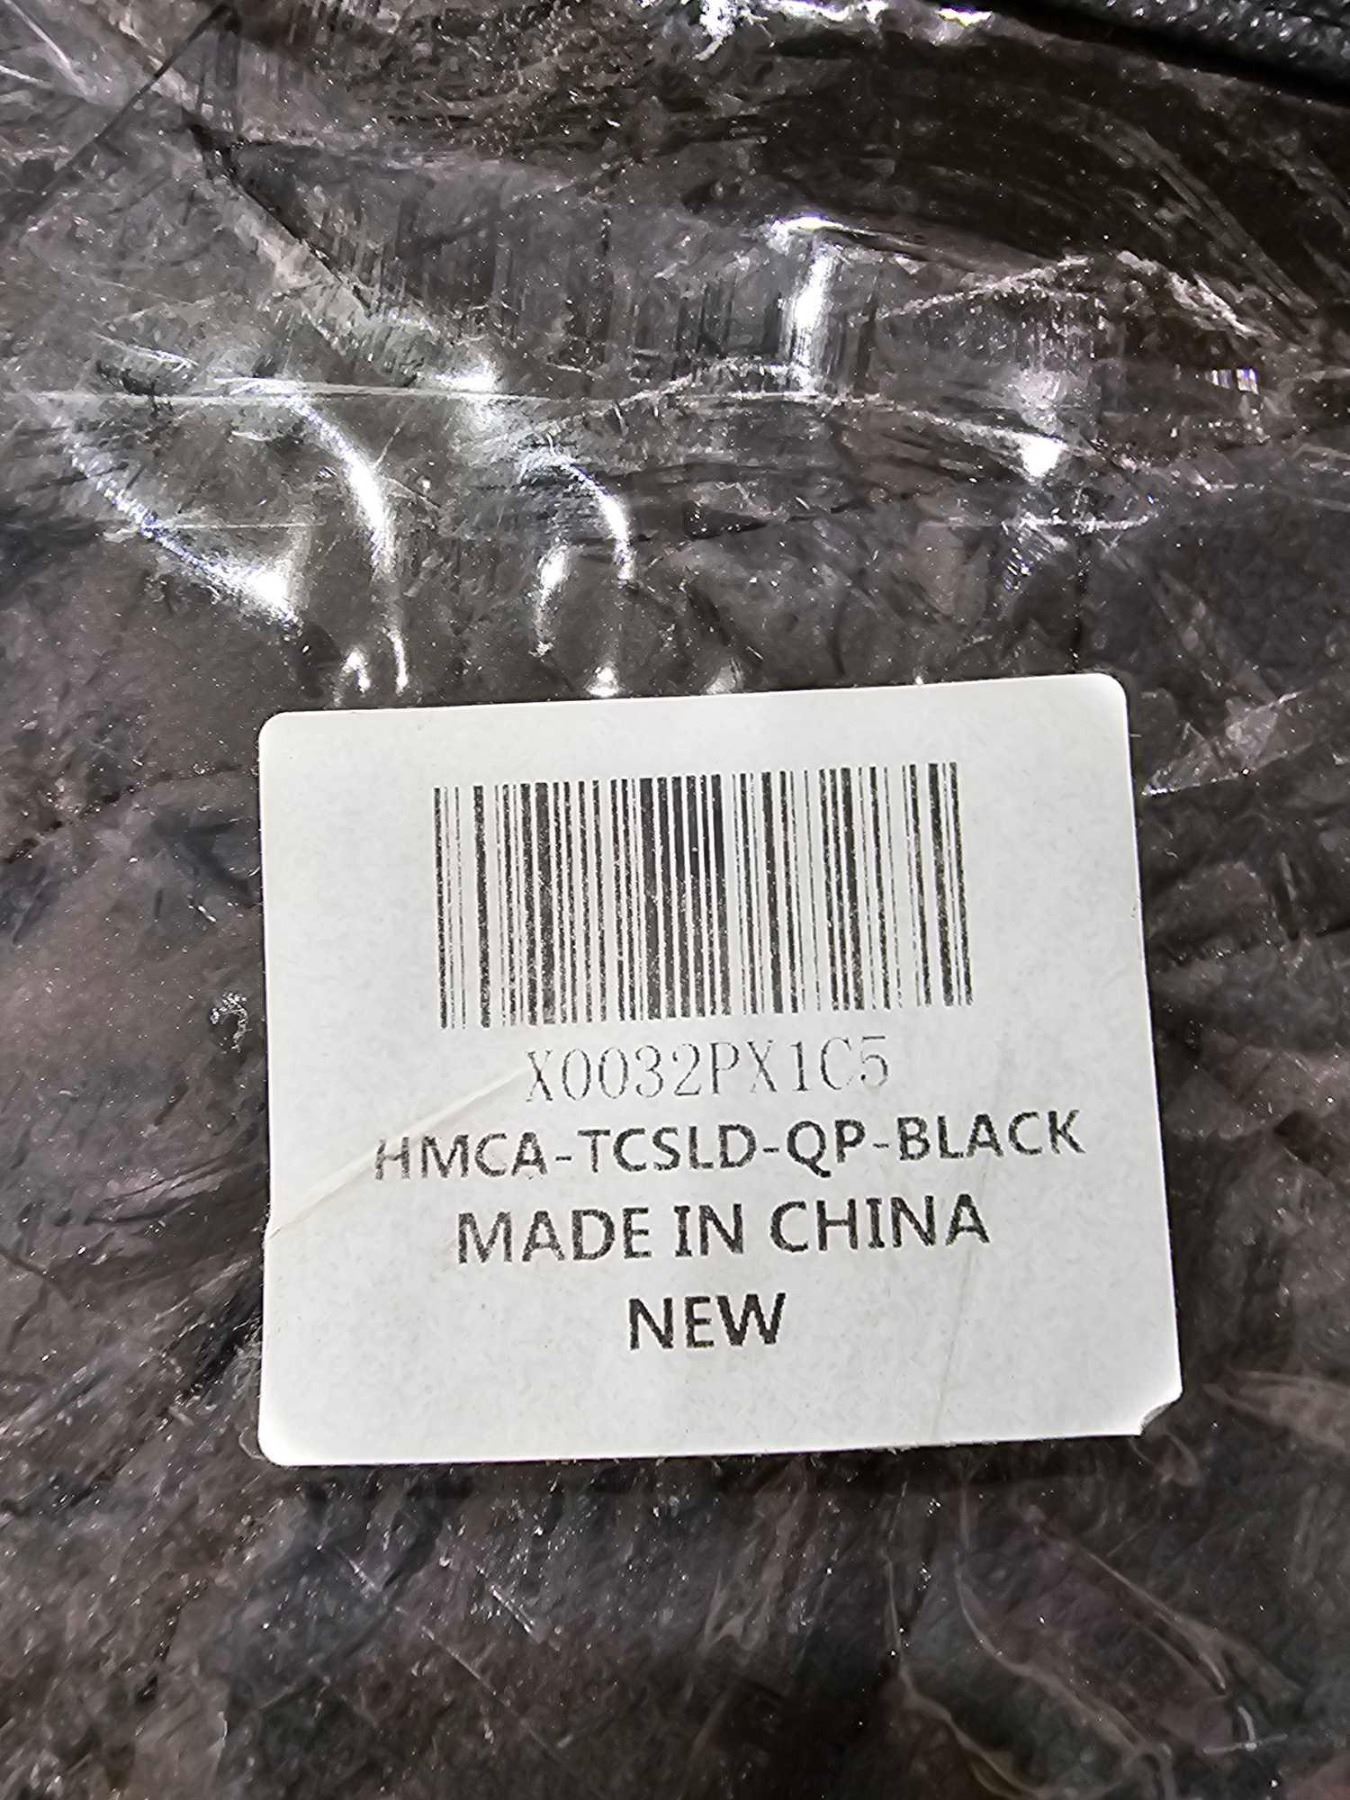 X0032PX1C5
HMCA-TCSLD-QP-BLACK
MADE IN CHINA
NEW